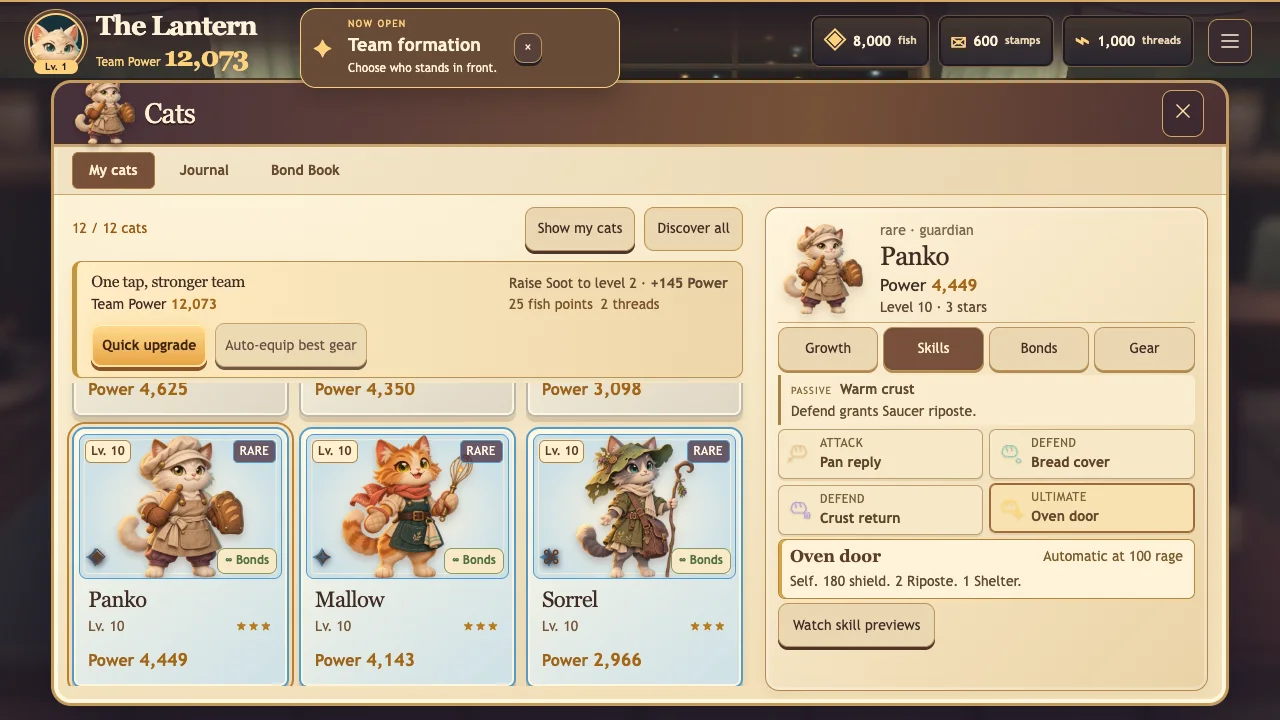 The Lantern
Team Power 12,073
Lv. 1
NOW OPEN
Team formation
Choose who stands in front.
×
8,000 fish
600 stamps
1,000 threads
Cats
My cats
Journal
Bond Book
12 / 12 cats
Show my cats
Discover all
One tap, stronger team
Team Power 12,073
Raise Soot to level 2 · +145 Power
25 fish points 2 threads
Quick upgrade
Auto-equip best gear
Power 4,625
Power 4,350
Power 3,098
Lv. 10
RARE
∞ Bonds
Panko
Lv. 10
★★★
Power 4,449
Lv. 10
RARE
∞ Bonds
Mallow
Lv. 10
★★★
Power 4,143
Lv. 10
RARE
∞ Bonds
Sorrel
Lv. 10
★★★
Power 2,966
rare · guardian
Panko
Power 4,449
Level 10 · 3 stars
Growth
Skills
Bonds
Gear
PASSIVE Warm crust
Defend grants Saucer riposte.
ATTACK
Pan reply
DEFEND
Bread cover
DEFEND
Crust return
ULTIMATE
Oven door
Oven door
Automatic at 100 rage
Self. 180 shield. 2 Riposte. 1 Shelter.
Watch skill previews